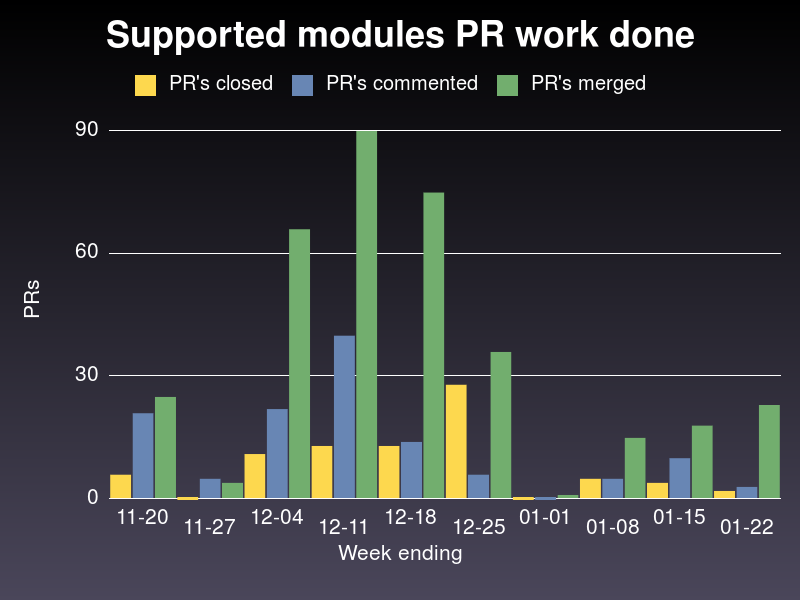 Supported modules PR work done
PR's closed PR's commented PR's merged
90
60
30
0
PRs
11-20 11-27 12-04 12-11 12-18 12-25 01-01 01-08 01-15 01-22
Week ending